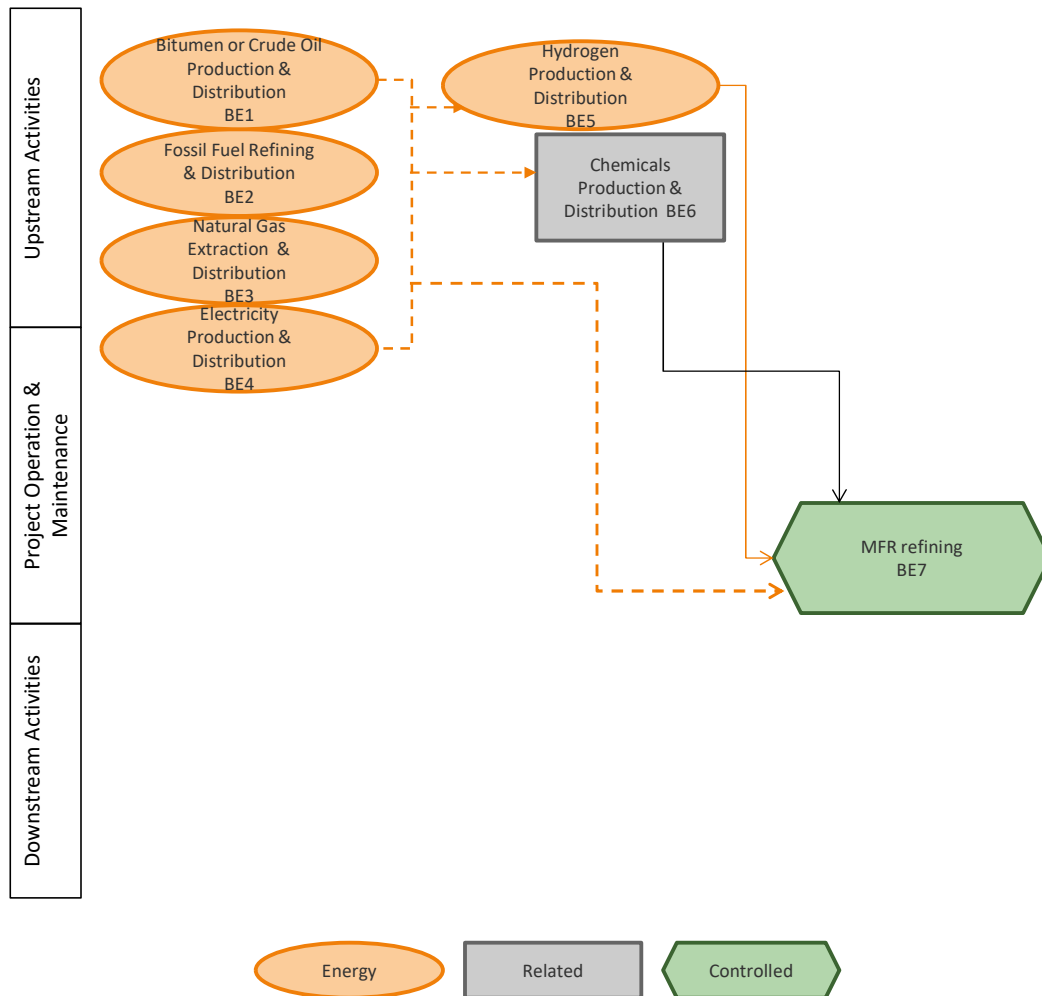 Upstream Activities
Bitumen or Crude Oil
Production &
Distribution
BE1
Hydrogen
Production &
Distribution
BE5
Fossil Fuel Refining
& Distribution
BE2
Chemicals
Production &
Distribution BE6
Natural Gas
Extraction &
Distribution
BE3
Electricity
Production &
Distribution
BE4
Project Operation &
Maintenance
MFR refining
BE7
Downstream Activities
Energy
Related
Controlled